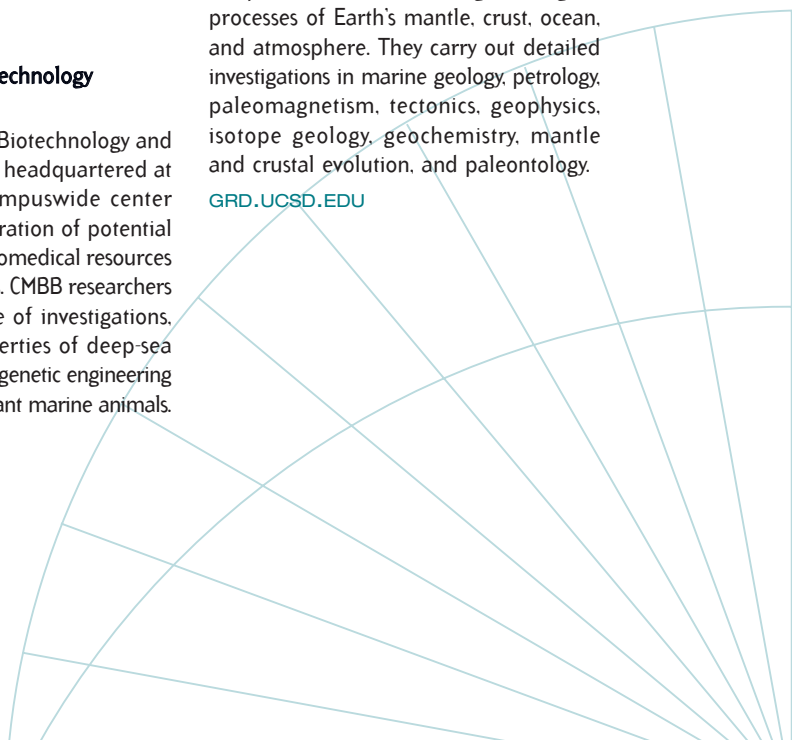 echnology
Biotechnology and
headquartered at
mpuswide center
ration of potential
omedical resources
. CMBB researchers
e of investigations,
erties of deep-sea
genetic engineering
ant marine animals.
processes of Earth's mantle, crust, ocean,
and atmosphere. They carry out detailed
investigations in marine geology, petrology,
paleomagnetism, tectonics, geophysics,
isotope geology, geochemistry, mantle
and crustal evolution, and paleontology.
GRD.UCSD.EDU